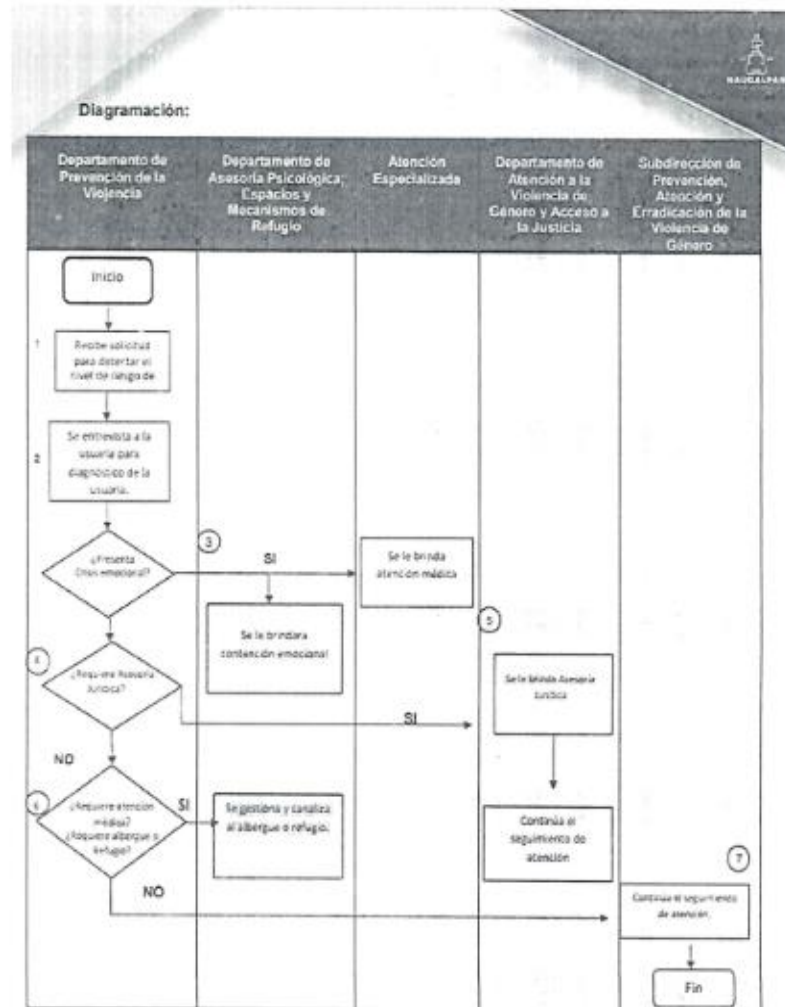 NAUCALPAN
Diagramación:
Departamento de
Prevención de la
Violencia
Departamento de
Asesoría Psicológica;
Espacios y
Mecanismos de
Refugio
Atención
Especializada
Departamento de
Atención a la
Violencia de
Género y Acceso a
la Justicia
Subdirección de
Prevención,
Atención y
Erradicación de la
Violencia de
Género
Inicio
1
Recibe solicitud
para detectar el
nivel de riesgo de
2
Se entrevista a la
usuaria para
diagnóstico de la
usuaria.
¿Presenta
Crisis emocional?
3
SI
Se le brinda
atención médica
Se le brindara
contención emocional
4
¿Requiere Asesoría
Jurídica?
SI
5
Se le brinda Asesoría
Jurídica
NO
6
¿Requiere atención
médica?
¿Requiere albergue o
Refugio?
SI
Se gestiona y canaliza
al albergue o refugio.
Continúa el
seguimiento de
atención
NO
7
Continua el seguimiento
de atención.
Fin